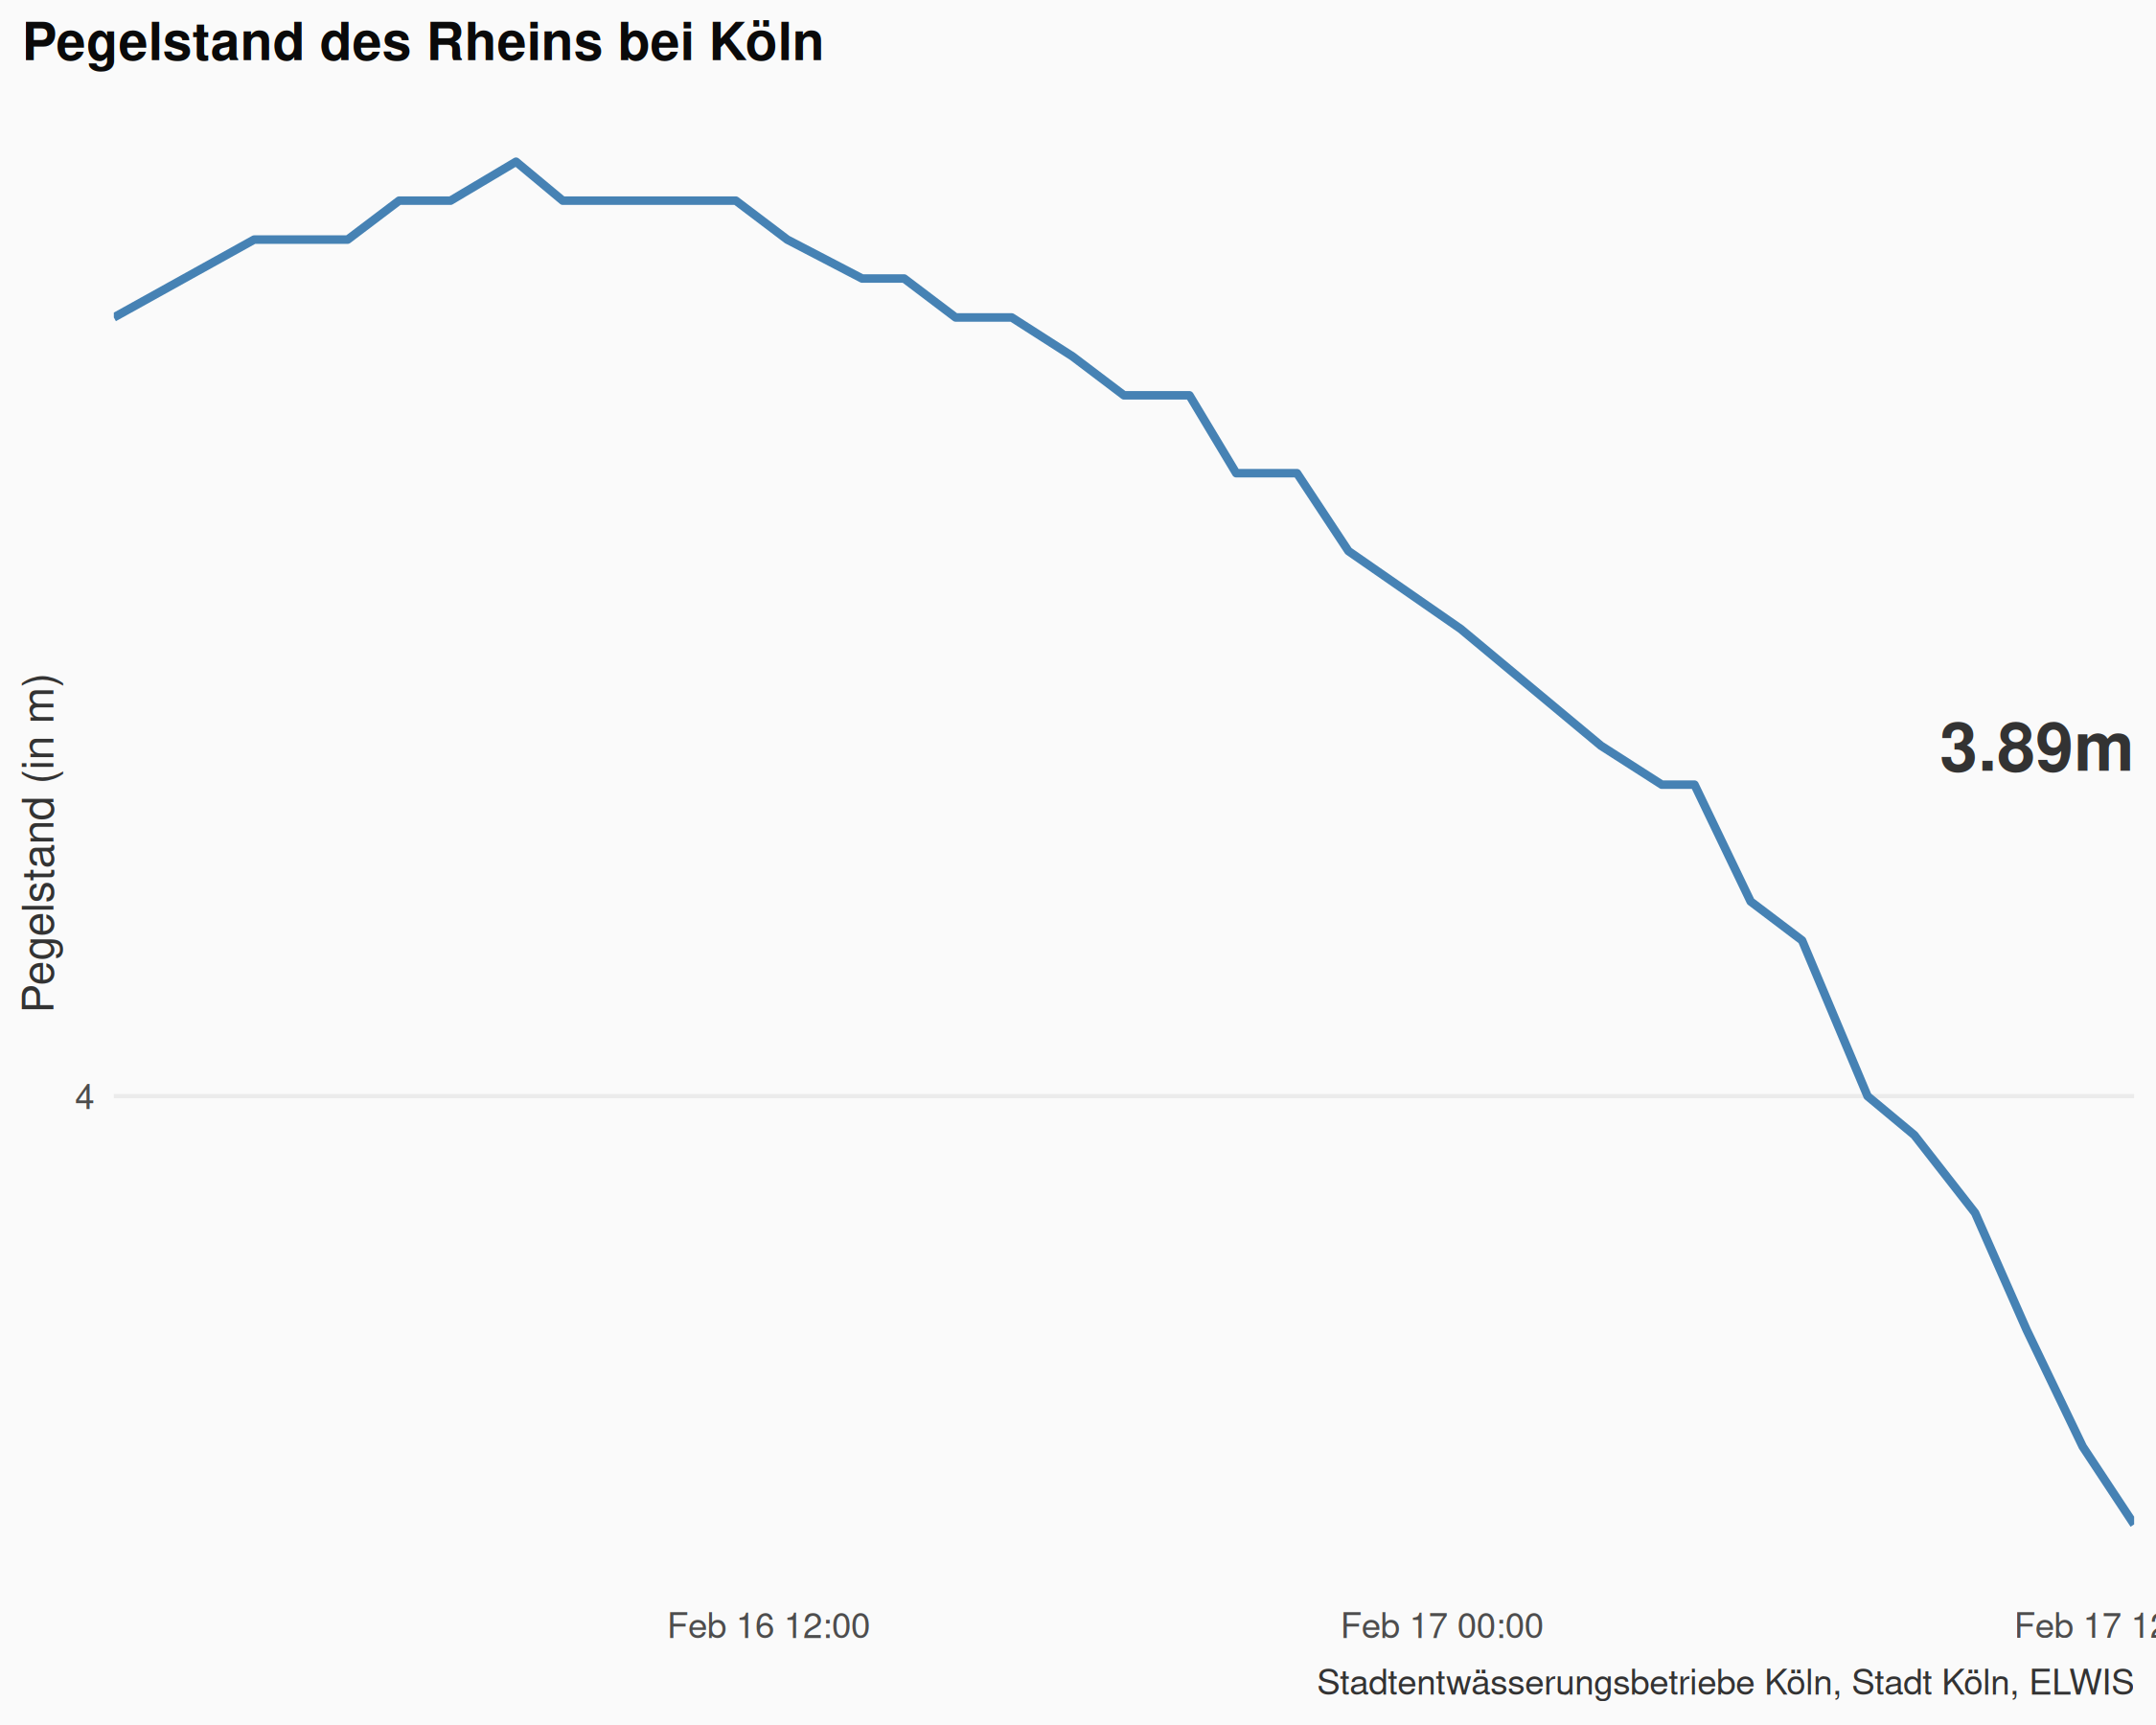 Pegelstand des Rheins bei Köln
Pegelstand (in m)
3.89m
4
Feb 16 12:00
Feb 17 00:00
Feb 17 12
Stadtentwässerungsbetriebe Köln, Stadt Köln, ELWIS